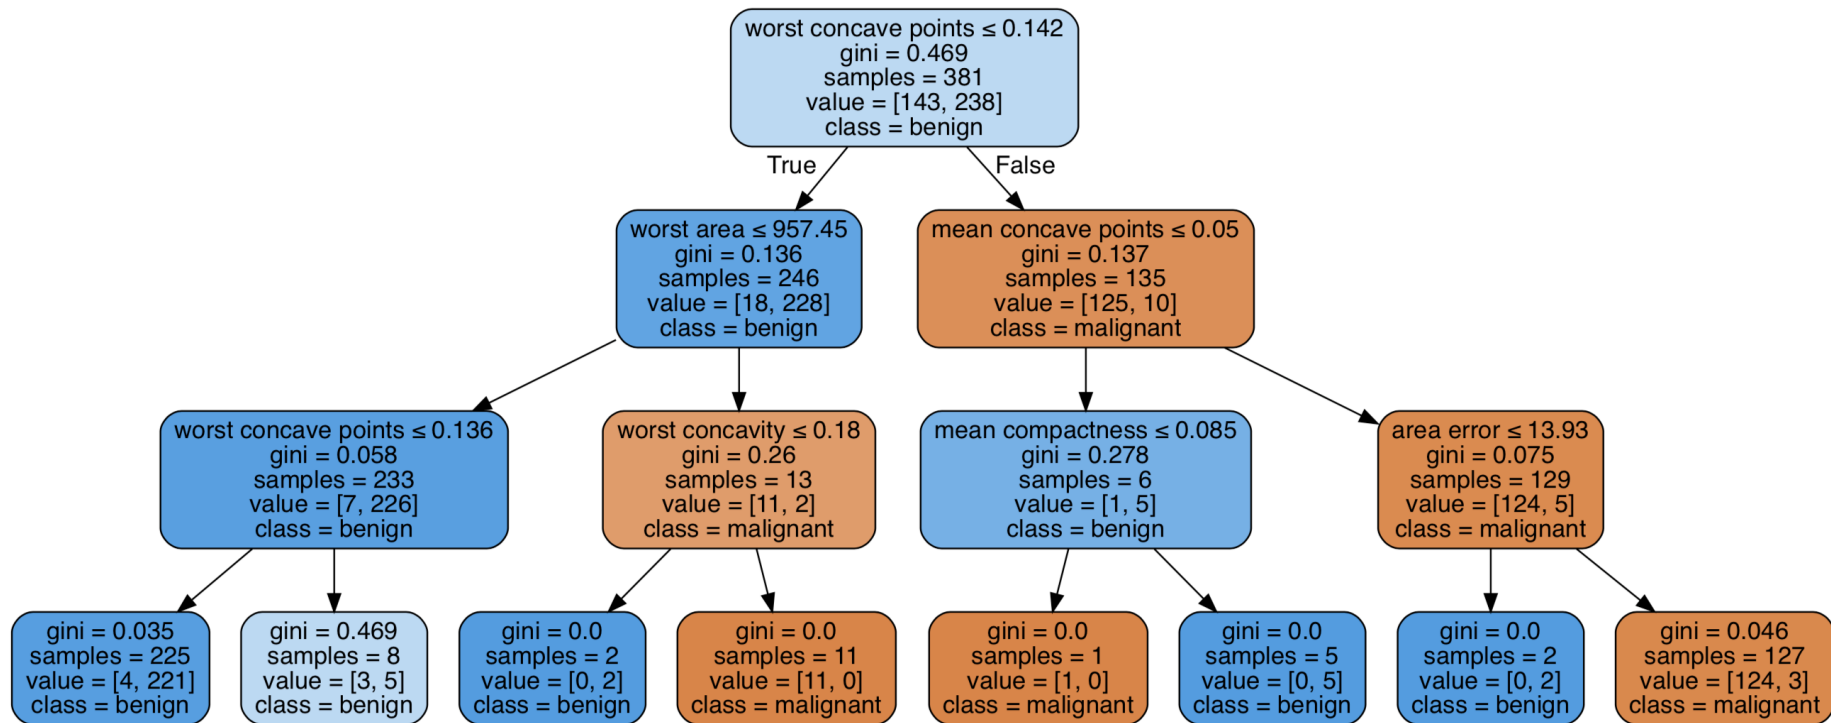 worst concave points ≤ 0.142
gini = 0.469
samples = 381
value = [143, 238]
class = benign
True
False
worst area ≤ 957.45
gini = 0.136
samples = 246
value = [18, 228]
class = benign
mean concave points ≤ 0.05
gini = 0.137
samples = 135
value = [125, 10]
class = malignant
worst concave points ≤ 0.136
gini = 0.058
samples = 233
value = [7, 226]
class = benign
worst concavity ≤ 0.18
gini = 0.26
samples = 13
value = [11, 2]
class = malignant
mean compactness ≤ 0.085
gini = 0.278
samples = 6
value = [1, 5]
class = benign
area error ≤ 13.93
gini = 0.075
samples = 129
value = [124, 5]
class = malignant
gini = 0.035
samples = 225
value = [4, 221]
class = benign
gini = 0.469
samples = 8
value = [3, 5]
class = benign
gini = 0.0
samples = 2
value = [0, 2]
class = benign
gini = 0.0
samples = 11
value = [11, 0]
class = malignant
gini = 0.0
samples = 1
value = [1, 0]
class = malignant
gini = 0.0
samples = 5
value = [0, 5]
class = benign
gini = 0.0
samples = 2
value = [0, 2]
class = benign
gini = 0.046
samples = 127
value = [124, 3]
class = malignant